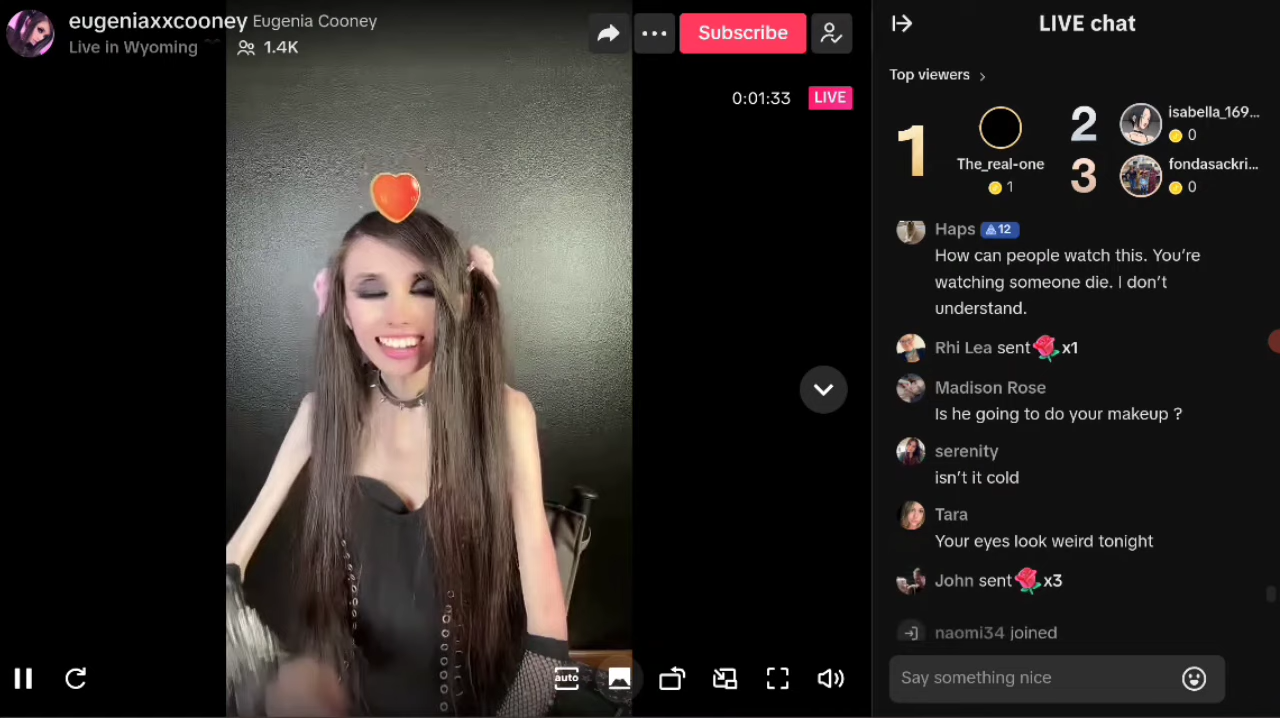 eugeniaxxcooney Eugenia Cooney
Live in Wyoming
1.4K
Subscribe
0:01:33 LIVE
auto
LIVE chat
Top viewers
1
The_real-one
1
2
isabella_169...
0
3
fondasackri...
0
Haps 12
How can people watch this. You’re
watching someone die. I don’t
understand.
Rhi Lea sent x1
Madison Rose
Is he going to do your makeup ?
serenity
isn’t it cold
Tara
Your eyes look weird tonight
John sent x3
naomi34 joined
Say something nice